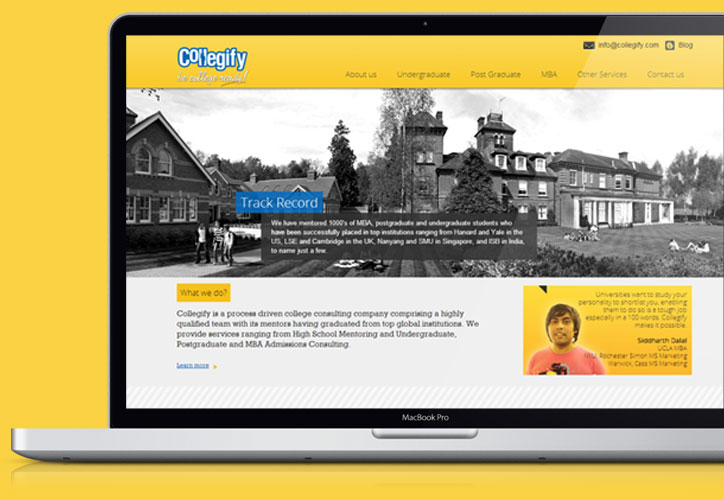 Collegify
be college ready!
info@collegify.com Blog
About us Undergraduate Post Graduate MBA Other Services Contact us
Track Record
We have mentored 1000's of MBA, postgraduate and undergraduate students who
have been successfully placed in top institutions ranging from Harvard and Yale in the
US, LSE and Cambridge in the UK, Nanyang and SMU in Singapore, and ISB in India,
to name just a few.
What we do?
Collegify is a process driven college consulting company comprising a highly
qualified team with its mentors having graduated from top global institutions. We
provide services ranging from High School Mentoring and Undergraduate,
Postgraduate and MBA Admissions Consulting.
Learn more
Universities want to study your
personality to shortlist you, enabling
them to do so is a tough job
especially in a 100 words. Collegify
makes it possible.
Siddharth Dalal
UCLA MBA
NYU, Rochester Simon MS Marketing
Warwick, Cass MS Marketing
MacBook Pro